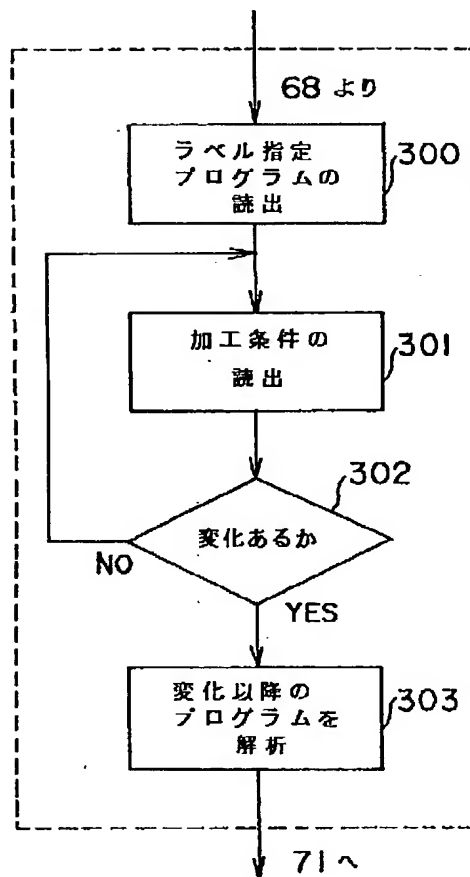 68 より
ラベル指定
プログラムの
読出
300
加工条件の
読出
301
302
変化あるか
NO
YES
変化以降の
プログラムを
解析
303
71 へ